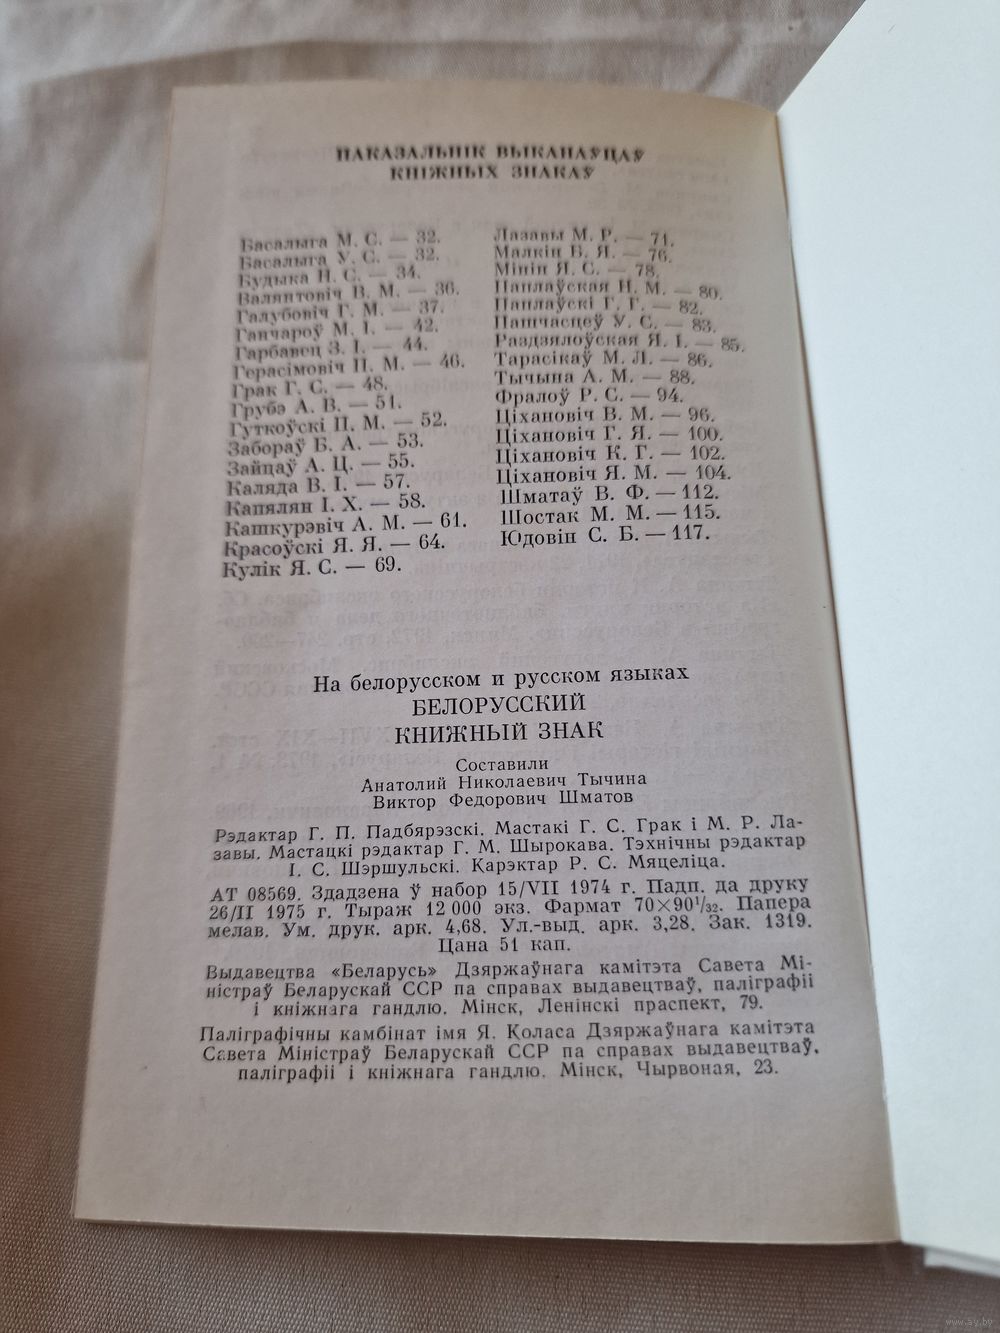 НАКАЗАЛЬНІК ВЫКАНАЎЦАЎ
КНІЖНЫХ ЗНАКАЎ
Басалыга М. С. — 32.
Басалыга У. С. — 32.
Будыка Н. С. — 34.
Валянтовіч В. М. — 36.
Галубовіч Г. М. — 37.
Ганчароў М. І. — 42.
Гарбавец З. І. — 44.
Герасімовіч П. М. — 46.
Грак Г. С. — 48.
Грубэ А. В. — 51.
Гуткоўскі П. М. — 52.
Забораў Б. А. — 53.
Зайцаў А. Ц. — 55.
Каляда В. І. — 57.
Капялян І. Х. — 58.
Кашкурэвіч А. М. — 61.
Красоўскі Я. Я. — 64.
Кулік Я. С. — 69.
Лазавы М. Р. — 71.
Малкін Б. Я. — 76.
Мінін Я. С. — 78.
Паплаўская Н. М. — 80.
Паплаўскі Г. Г. — 82.
Пашчасцеў У. С. — 83.
Раздзялоўская Я. І. — 85.
Тарасікаў М. Л. — 86.
Тычына А. М. — 88.
Фралоў Р. С. — 94.
Ціхановіч В. М. — 96.
Ціхановіч Г. Я. — 100.
Ціхановіч К. Г. — 102.
Ціхановіч Я. М. — 104.
Шматаў В. Ф. — 112.
Шостак М. М. — 115.
Юдовін С. Б. — 117.
На белорусском и русском языках
БЕЛОРУССКИЙ
КНИЖНЫЙ ЗНАК
Составили
Анатолий Николаевич Тычина
Виктор Федорович Шматов
Рэдактар Г. П. Падбярэзскі. Мастакі Г. С. Грак і М. Р. Ла-
завы. Мастацкі рэдактар Г. М. Шырокава. Тэхнічны рэдактар
І. С. Шэршульскі. Карэктар Р. С. Мяцеліца.
АТ 08569. Здадзена ў набор 15/VII 1974 г. Падп. да друку
26/II 1975 г. Тыраж 12 000 экз. Фармат 70×90¹/₃₂. Папера
мелав. Ум. друк. арк. 4,68. Ул.-выд. арк. 3,28. Зак. 1319.
Цана 51 кап.
Выдавецтва «Беларусь» Дзяржаўнага камітэта Савета Мі-
ністраў Беларускай ССР па справах выдавецтваў, паліграфіі
і кніжнага гандлю. Мінск, Ленінскі праспект, 79.
Паліграфічны камбінат імя Я. Коласа Дзяржаўнага камітэта
Савета Міністраў Беларускай ССР па справах выдавецтваў,
паліграфіі і кніжнага гандлю. Мінск, Чырвоная, 23.
www.ay.by